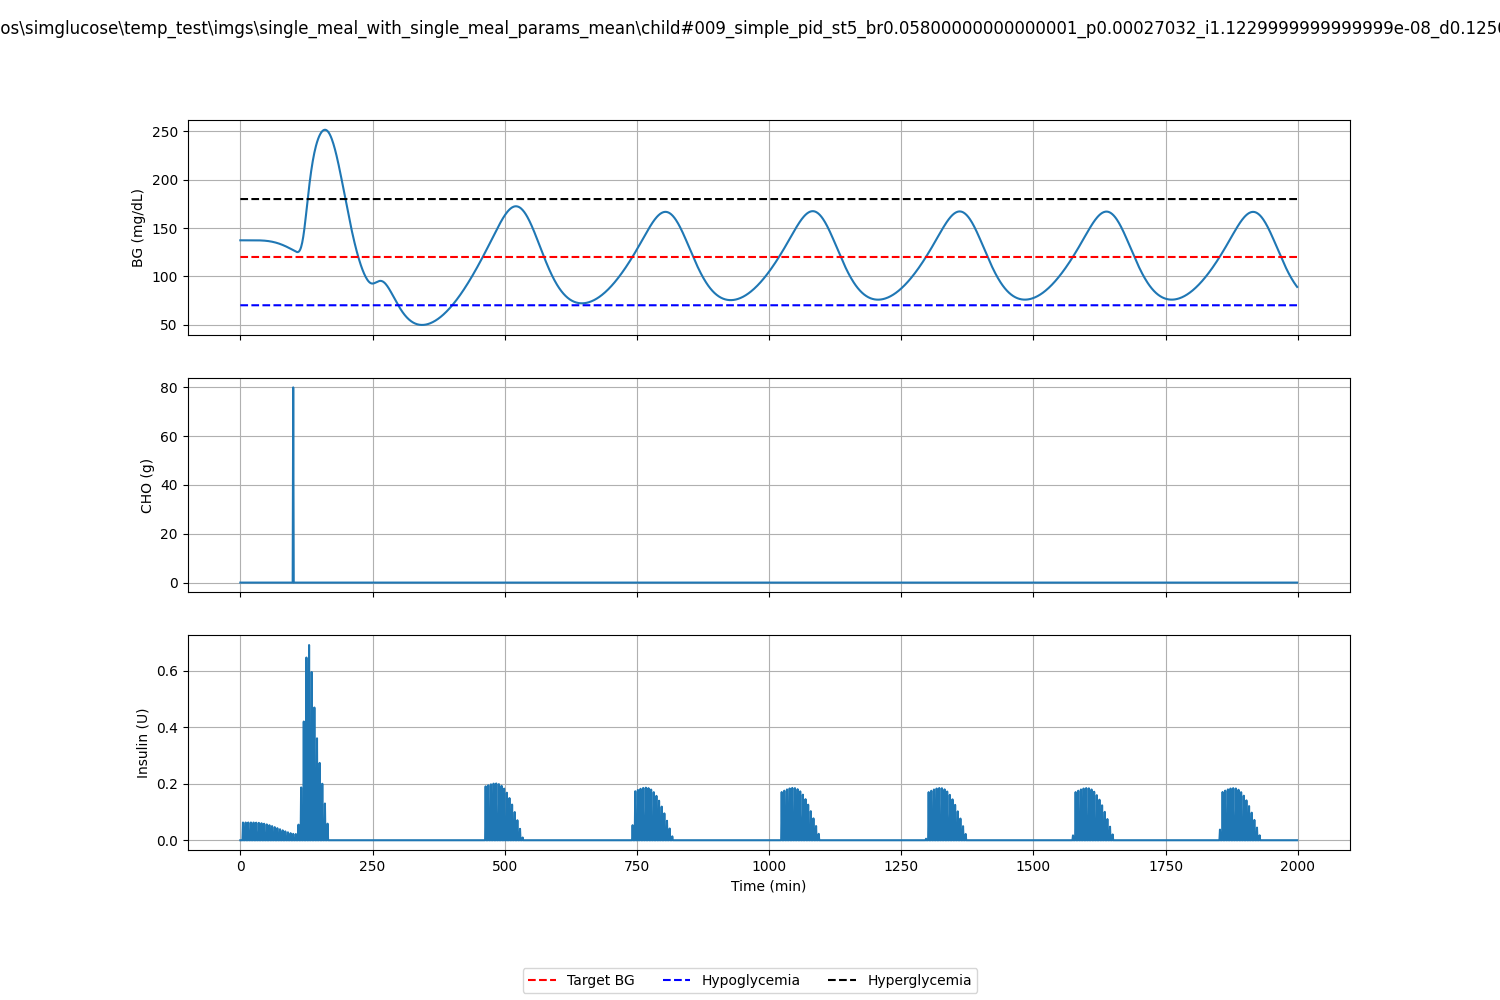 os\simglucose\temp_test\imgs\single_meal_with_single_meal_params_mean\child#009_simple_pid_st5_br0.05800000000000001_p0.00027032_i1.1229999999999999e-08_d0.125
250
200
150
100
50
BG (mg/dL)
80
60
40
20
0
CHO (g)
0.6
0.4
0.2
0.0
Insulin (U)
0 250 500 750 1000 1250 1500 1750 2000
Time (min)
Target BG Hypoglycemia Hyperglycemia